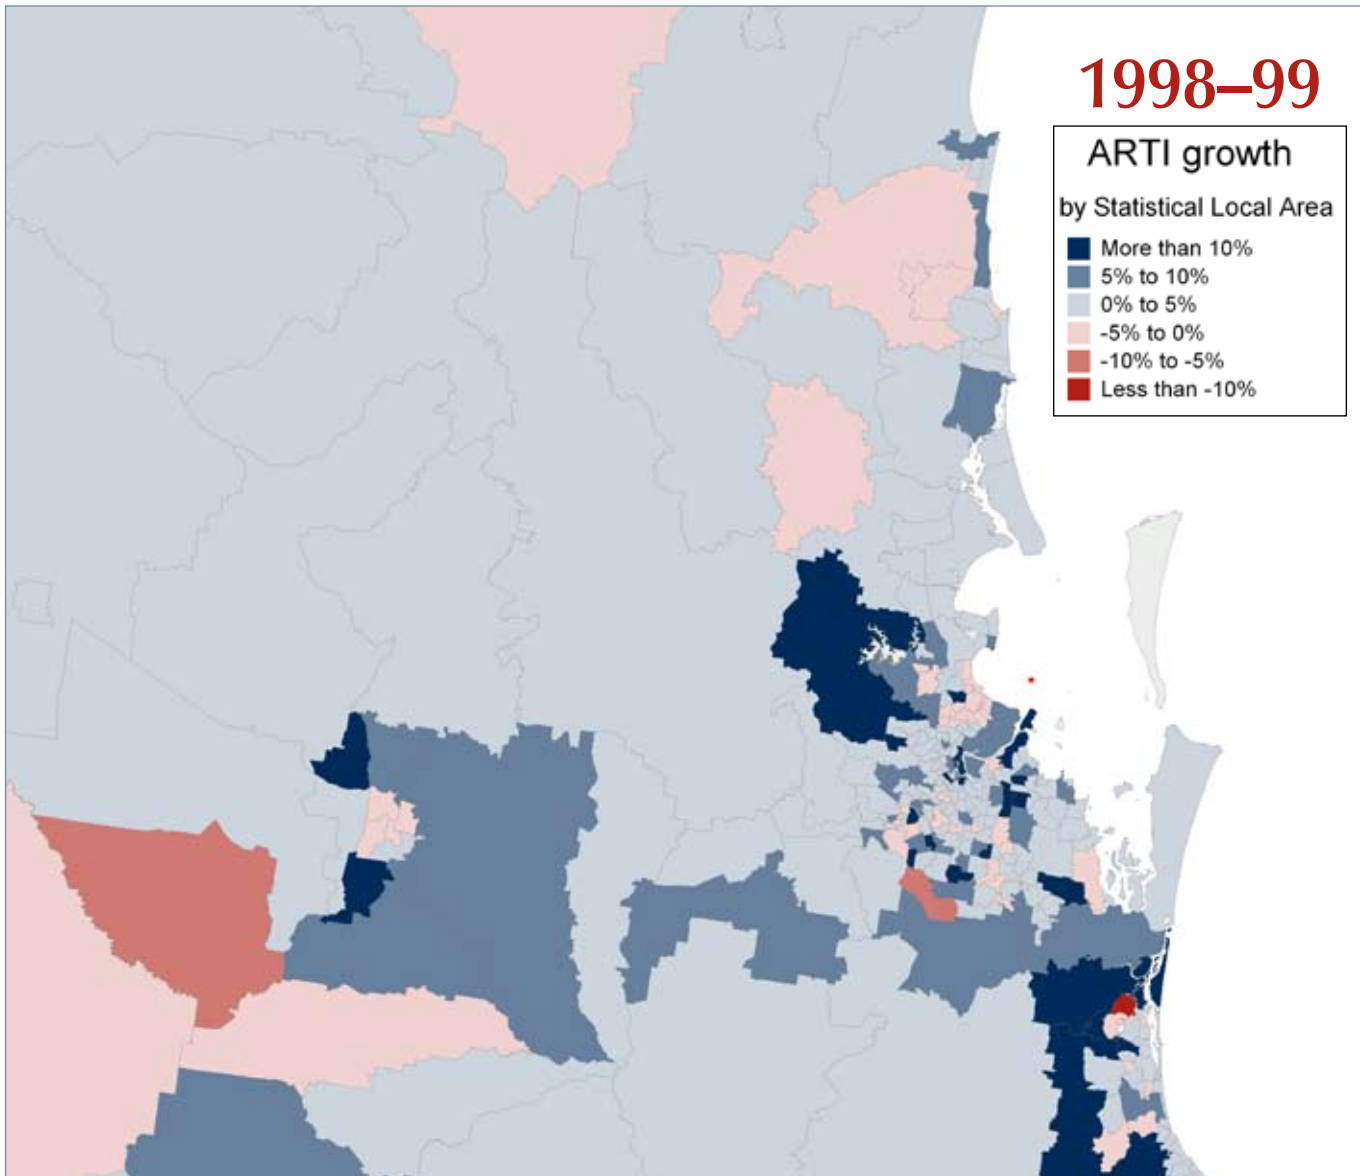 1998–99
ARTI growth
by Statistical Local Area
More than 10%
5% to 10%
0% to 5%
-5% to 0%
-10% to -5%
Less than -10%